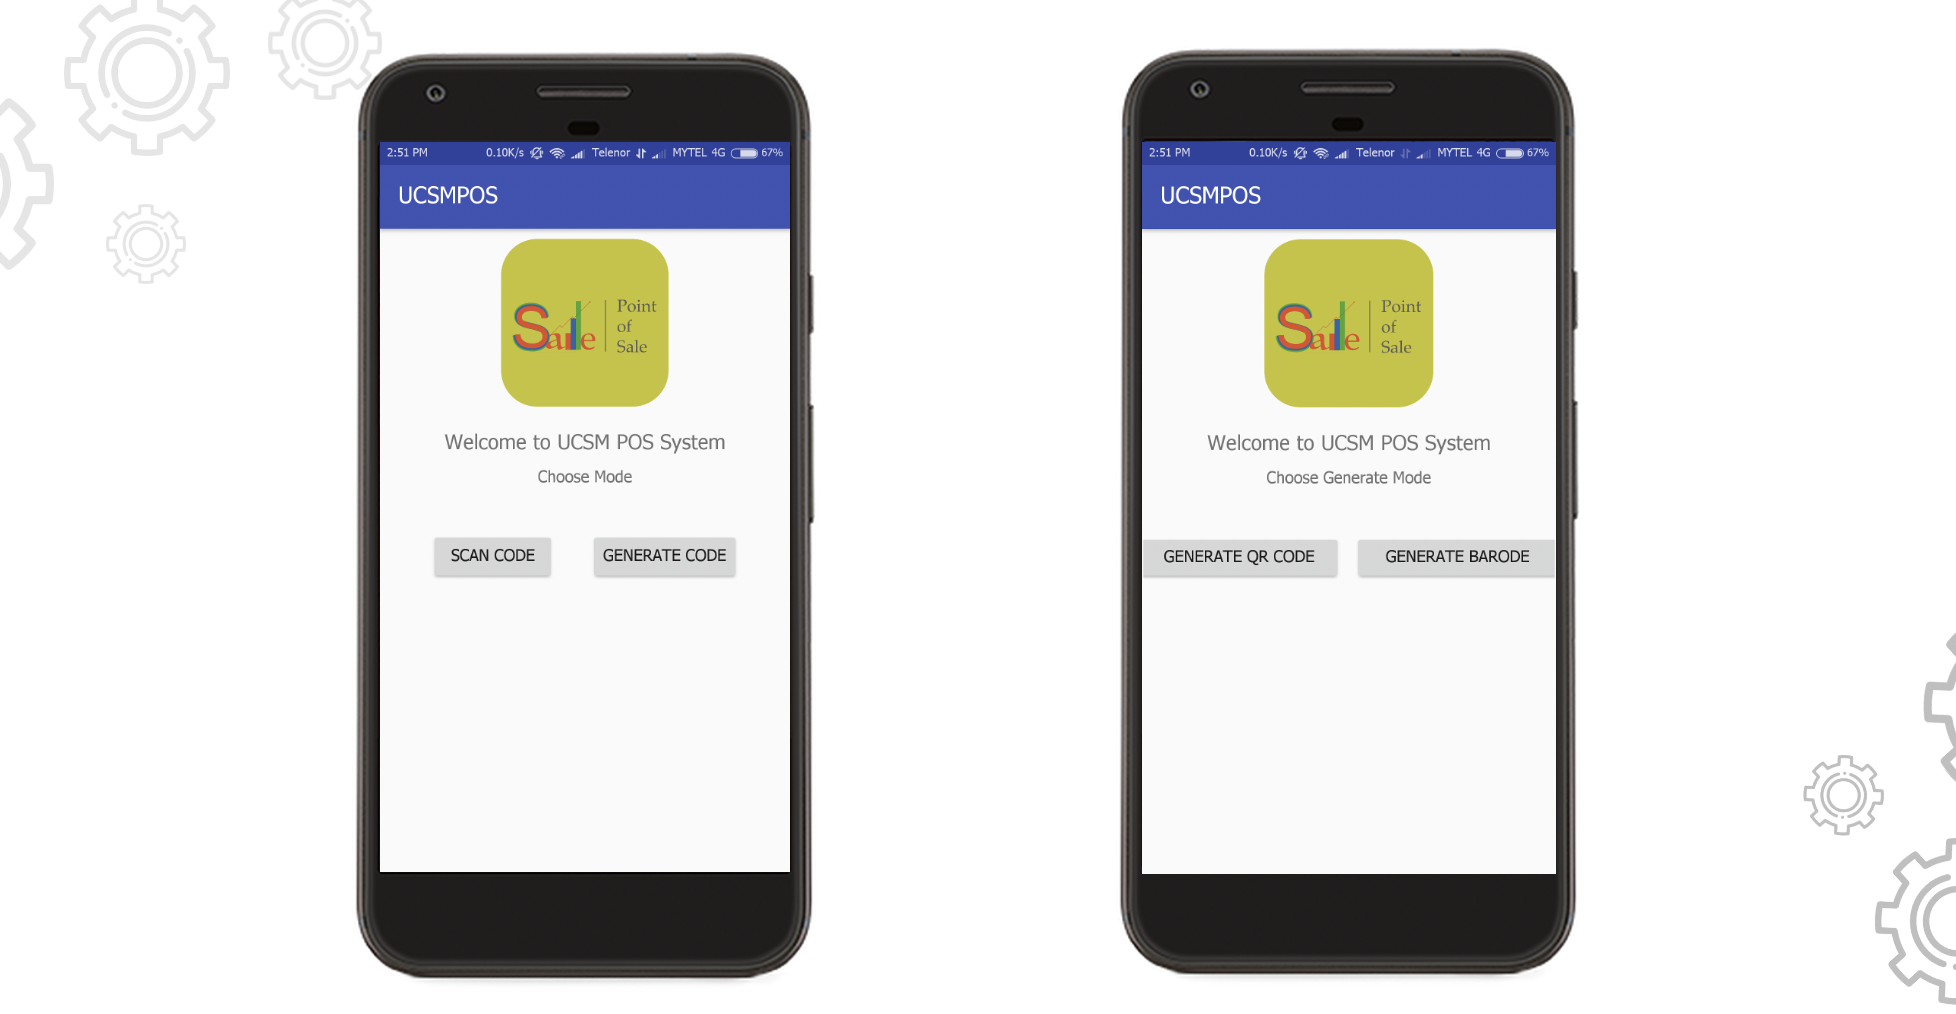 2:51 PM 0.10K/s Telenor MYTEL 4G 67%
UCSMPOS
Sale
Point
of
Sale
Welcome to UCSM POS System
Choose Mode
SCAN CODE GENERATE CODE
2:51 PM 0.10K/s Telenor MYTEL 4G 67%
UCSMPOS
Sale
Point
of
Sale
Welcome to UCSM POS System
Choose Generate Mode
GENERATE QR CODE GENERATE BARODE